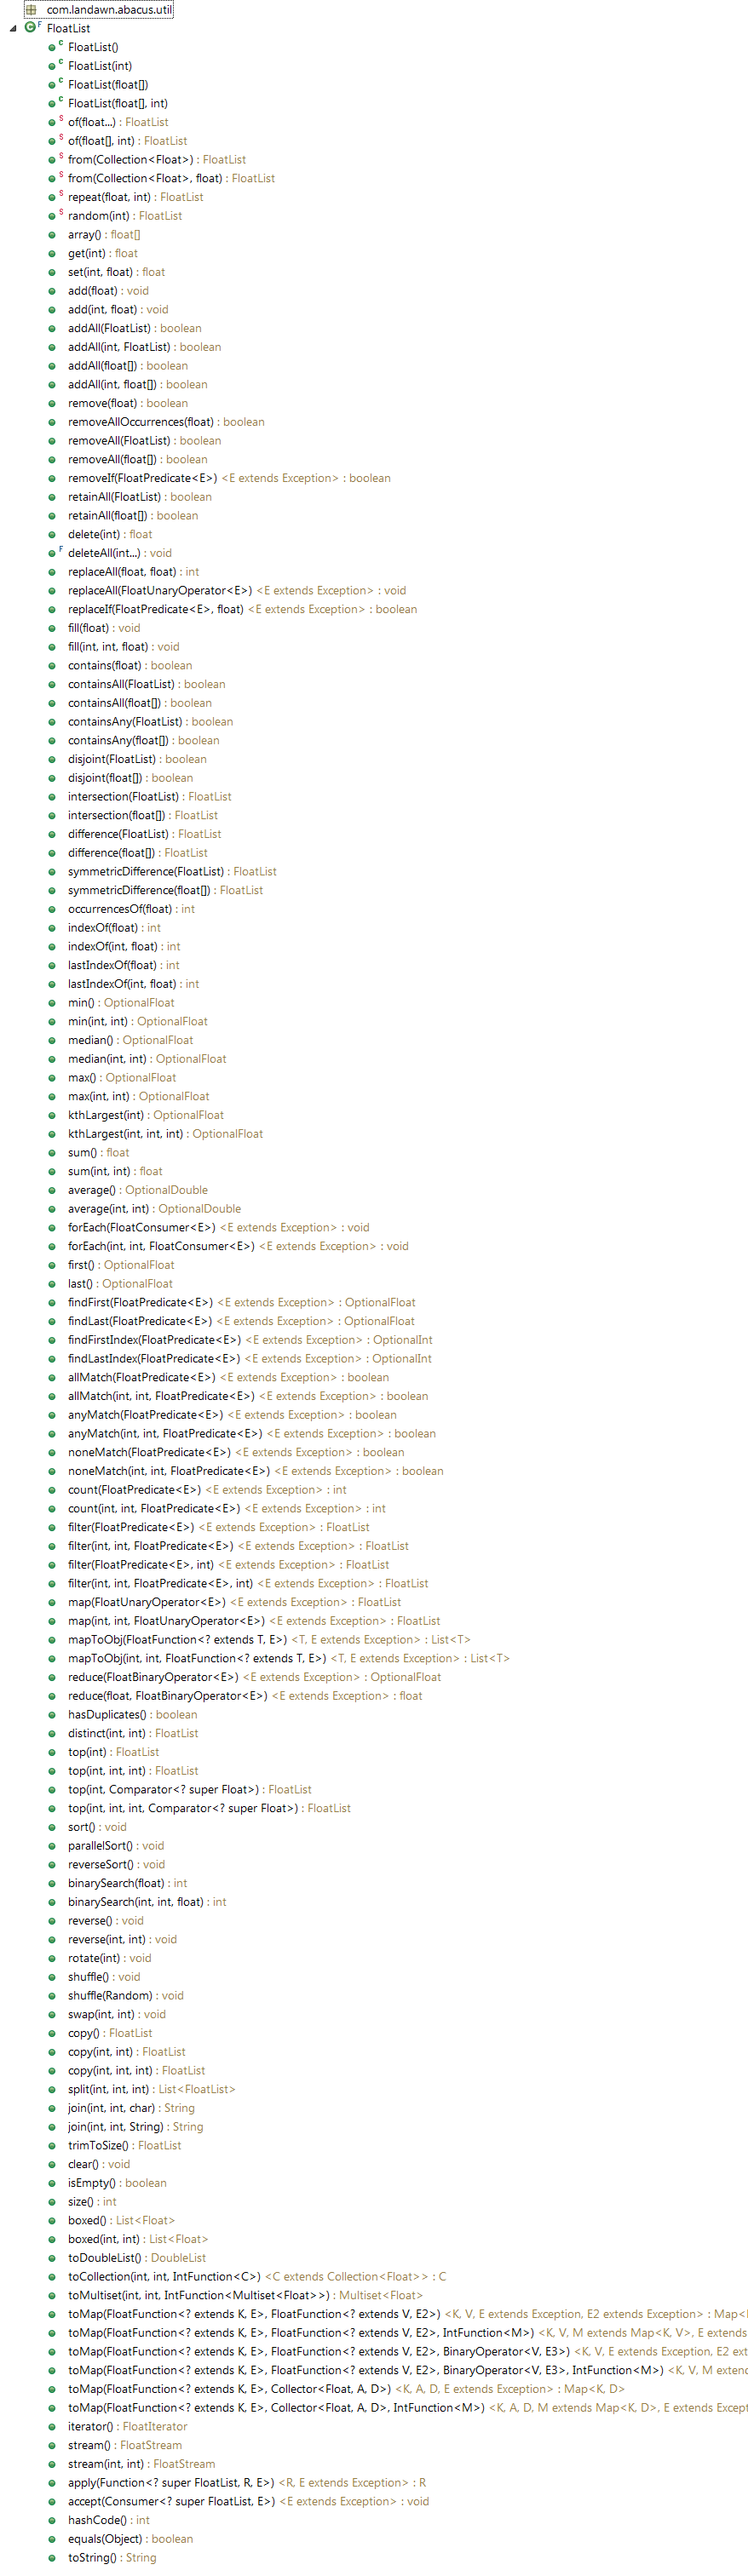 com.landawn.abacus.util
FloatList
FloatList()
FloatList(int)
FloatList(float[])
FloatList(float[], int)
of(float...) : FloatList
of(float[], int) : FloatList
from(Collection<Float>) : FloatList
from(Collection<Float>, float) : FloatList
repeat(float, int) : FloatList
random(int) : FloatList
array() : float[]
get(int) : float
set(int, float) : float
add(float) : void
add(int, float) : void
addAll(FloatList) : boolean
addAll(int, FloatList) : boolean
addAll(float[]) : boolean
addAll(int, float[]) : boolean
remove(float) : boolean
removeAllOccurrences(float) : boolean
removeAll(FloatList) : boolean
removeAll(float[]) : boolean
removeIf(FloatPredicate<E>) <E extends Exception> : boolean
retainAll(FloatList) : boolean
retainAll(float[]) : boolean
delete(int) : float
deleteAll(int...) : void
replaceAll(float, float) : int
replaceAll(FloatUnaryOperator<E>) <E extends Exception> : void
replaceIf(FloatPredicate<E>, float) <E extends Exception> : boolean
fill(float) : void
fill(int, int, float) : void
contains(float) : boolean
containsAll(FloatList) : boolean
containsAll(float[]) : boolean
containsAny(FloatList) : boolean
containsAny(float[]) : boolean
disjoint(FloatList) : boolean
disjoint(float[]) : boolean
intersection(FloatList) : FloatList
intersection(float[]) : FloatList
difference(FloatList) : FloatList
difference(float[]) : FloatList
symmetricDifference(FloatList) : FloatList
symmetricDifference(float[]) : FloatList
occurrencesOf(float) : int
indexOf(float) : int
indexOf(int, float) : int
lastIndexOf(float) : int
lastIndexOf(int, float) : int
min() : OptionalFloat
min(int, int) : OptionalFloat
median() : OptionalFloat
median(int, int) : OptionalFloat
max() : OptionalFloat
max(int, int) : OptionalFloat
kthLargest(int) : OptionalFloat
kthLargest(int, int, int) : OptionalFloat
sum() : float
sum(int, int) : float
average() : OptionalDouble
average(int, int) : OptionalDouble
forEach(FloatConsumer<E>) <E extends Exception> : void
forEach(int, int, FloatConsumer<E>) <E extends Exception> : void
first() : OptionalFloat
last() : OptionalFloat
findFirst(FloatPredicate<E>) <E extends Exception> : OptionalFloat
findLast(FloatPredicate<E>) <E extends Exception> : OptionalFloat
findFirstIndex(FloatPredicate<E>) <E extends Exception> : OptionalInt
findLastIndex(FloatPredicate<E>) <E extends Exception> : OptionalInt
allMatch(FloatPredicate<E>) <E extends Exception> : boolean
allMatch(int, int, FloatPredicate<E>) <E extends Exception> : boolean
anyMatch(FloatPredicate<E>) <E extends Exception> : boolean
anyMatch(int, int, FloatPredicate<E>) <E extends Exception> : boolean
noneMatch(FloatPredicate<E>) <E extends Exception> : boolean
noneMatch(int, int, FloatPredicate<E>) <E extends Exception> : boolean
count(FloatPredicate<E>) <E extends Exception> : int
count(int, int, FloatPredicate<E>) <E extends Exception> : int
filter(FloatPredicate<E>) <E extends Exception> : FloatList
filter(int, int, FloatPredicate<E>) <E extends Exception> : FloatList
filter(FloatPredicate<E>, int) <E extends Exception> : FloatList
filter(int, int, FloatPredicate<E>, int) <E extends Exception> : FloatList
map(FloatUnaryOperator<E>) <E extends Exception> : FloatList
map(int, int, FloatUnaryOperator<E>) <E extends Exception> : FloatList
mapToObj(FloatFunction<? extends T, E>) <T, E extends Exception> : List<T>
mapToObj(int, int, FloatFunction<? extends T, E>) <T, E extends Exception> : List<T>
reduce(FloatBinaryOperator<E>) <E extends Exception> : OptionalFloat
reduce(float, FloatBinaryOperator<E>) <E extends Exception> : float
hasDuplicates() : boolean
distinct(int, int) : FloatList
top(int) : FloatList
top(int, int, int) : FloatList
top(int, Comparator<? super Float>) : FloatList
top(int, int, int, Comparator<? super Float>) : FloatList
sort() : void
parallelSort() : void
reverseSort() : void
binarySearch(float) : int
binarySearch(int, int, float) : int
reverse() : void
reverse(int, int) : void
rotate(int) : void
shuffle() : void
shuffle(Random) : void
swap(int, int) : void
copy() : FloatList
copy(int, int) : FloatList
copy(int, int, int) : FloatList
split(int, int, int) : List<FloatList>
join(int, int, char) : String
join(int, int, String) : String
trimToSize() : FloatList
clear() : void
isEmpty() : boolean
size() : int
boxed() : List<Float>
boxed(int, int) : List<Float>
toDoubleList() : DoubleList
toCollection(int, int, IntFunction<C>) <C extends Collection<Float>> : C
toMultiset(int, int, IntFunction<Multiset<Float>>) : Multiset<Float>
toMap(FloatFunction<? extends K, E>, FloatFunction<? extends V, E2>) <K, V, E extends Exception, E2 extends Exception> : Map<
toMap(FloatFunction<? extends K, E>, FloatFunction<? extends V, E2>, IntFunction<M>) <K, V, M extends Map<K, V>, E extends
toMap(FloatFunction<? extends K, E>, FloatFunction<? extends V, E2>, BinaryOperator<V, E3>) <K, V, E extends Exception, E2 ext
toMap(FloatFunction<? extends K, E>, FloatFunction<? extends V, E2>, BinaryOperator<V, E3>, IntFunction<M>) <K, V, M extend
toMap(FloatFunction<? extends K, E>, Collector<Float, A, D>) <K, A, D, E extends Exception> : Map<K, D>
toMap(FloatFunction<? extends K, E>, Collector<Float, A, D>, IntFunction<M>) <K, A, D, M extends Map<K, D>, E extends Except
iterator() : FloatIterator
stream() : FloatStream
stream(int, int) : FloatStream
apply(Function<? super FloatList, R, E>) <R, E extends Exception> : R
accept(Consumer<? super FloatList, E>) <E extends Exception> : void
hashCode() : int
equals(Object) : boolean
toString() : String